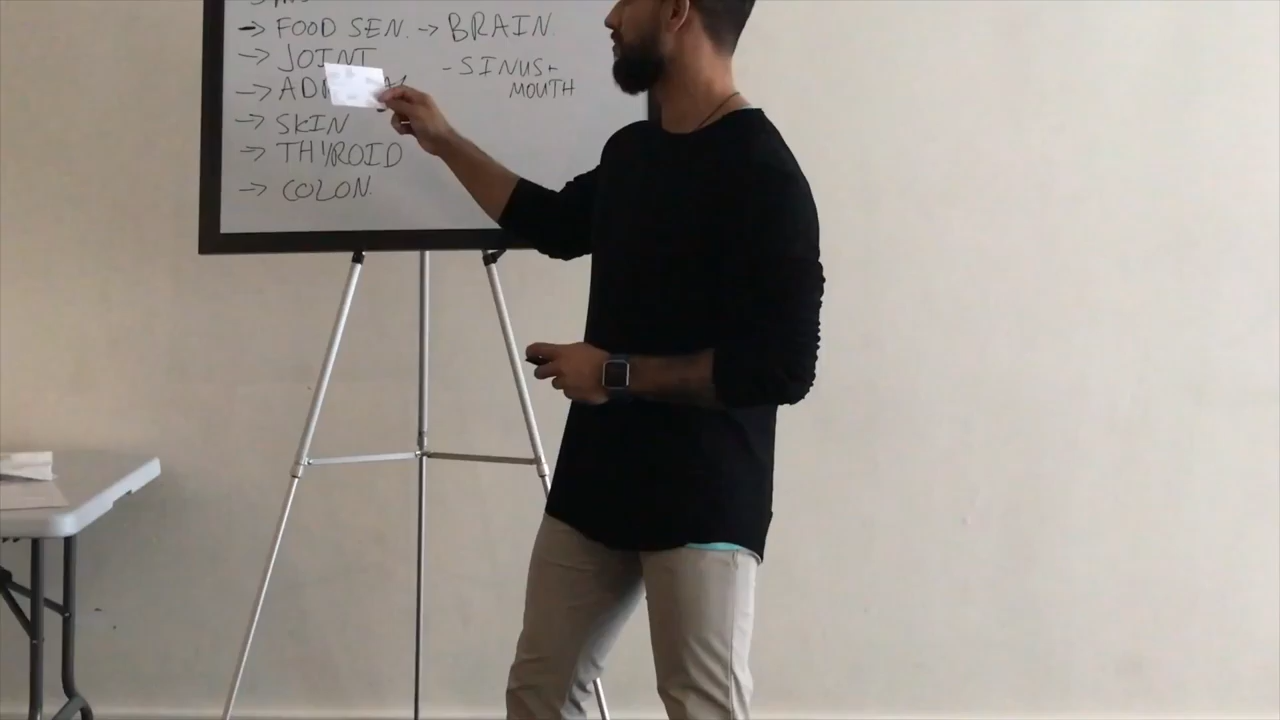 -> FOOD SEN. -> BRAIN.
-> JOINT
- SINUS +
MOUTH
-> SKIN
-> THYROID
-> COLON.